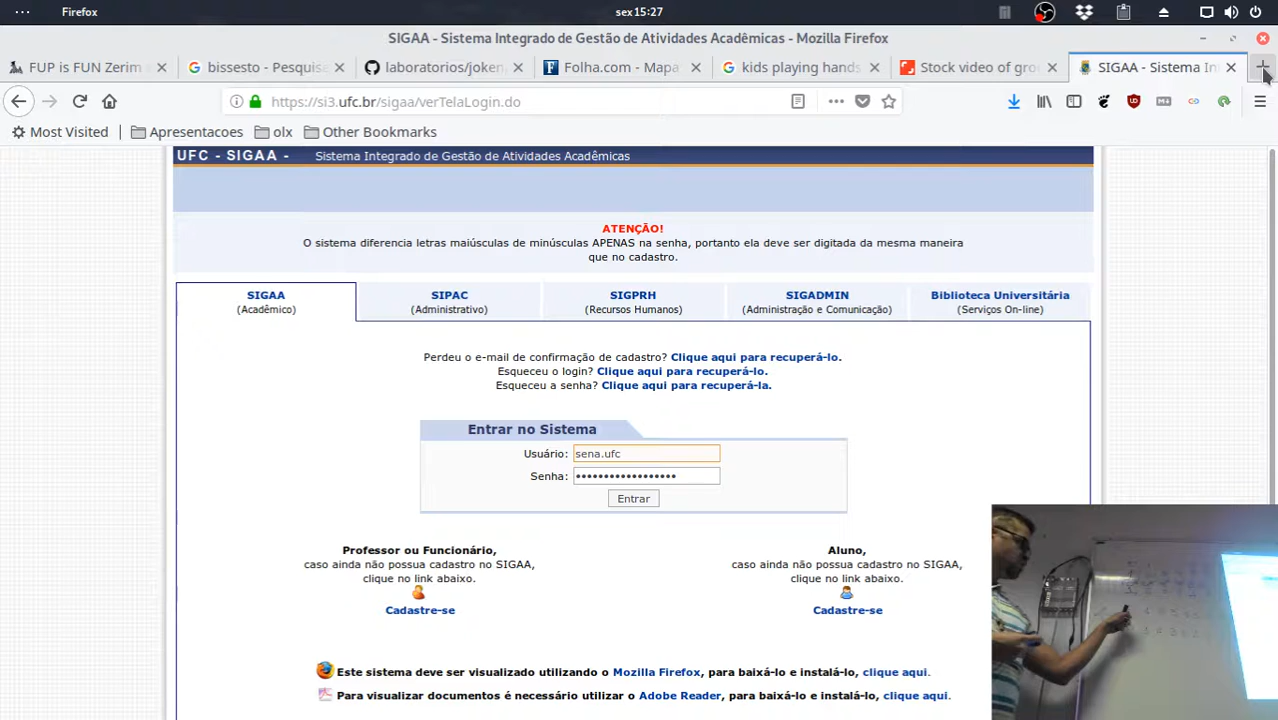 Firefox
sex 15:27
SIGAA - Sistema Integrado de Gestão de Atividades Acadêmicas - Mozilla Firefox
FUP is FUN Zerim
bissesto - Pesquis
laboratorios/joken
Folha.com - Mapa
kids playing hands
Stock video of gro
SIGAA - Sistema In
https://si3.ufc.br/sigaa/verTelaLogin.do
Most Visited
Apresentacoes
olx
Other Bookmarks
UFC - SIGAA - Sistema Integrado de Gestão de Atividades Acadêmicas
ATENÇÃO!
O sistema diferencia letras maiúsculas de minúsculas APENAS na senha, portanto ela deve ser digitada da mesma maneira
que no cadastro.
SIGAA
(Acadêmico)
SIPAC
(Administrativo)
SIGPRH
(Recursos Humanos)
SIGADMIN
(Administração e Comunicação)
Biblioteca Universitária
(Serviços On-line)
Perdeu o e-mail de confirmação de cadastro? Clique aqui para recuperá-lo.
Esqueceu o login? Clique aqui para recuperá-lo.
Esqueceu a senha? Clique aqui para recuperá-la.
Entrar no Sistema
Usuário: sena.ufc
Senha: ••••••••••••••••••
Entrar
Professor ou Funcionário,
caso ainda não possua cadastro no SIGAA,
clique no link abaixo.
Cadastre-se
Aluno,
caso ainda não possua cadastro no SIGAA,
clique no link abaixo.
Cadastre-se
Este sistema deve ser visualizado utilizando o Mozilla Firefox, para baixá-lo e instalá-lo, clique aqui.
Para visualizar documentos é necessário utilizar o Adobe Reader, para baixá-lo e instalá-lo, clique aqui.